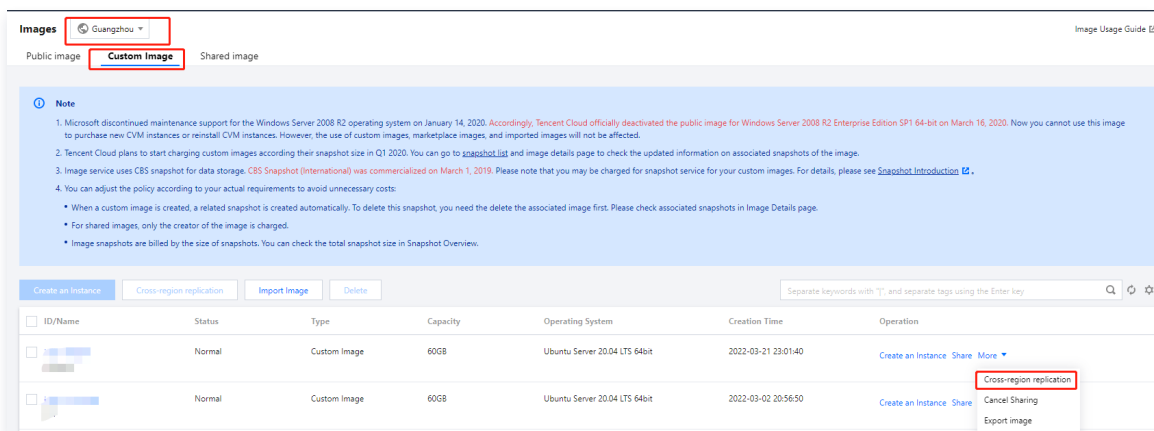 Images Guangzhou
Image Usage Guide
Public image Custom Image Shared image
Note
1. Microsoft discontinued maintenance support for the Windows Server 2008 R2 operating system on January 14, 2020. Accordingly, Tencent Cloud officially deactivated the public image for Windows Server 2008 R2 Enterprise Edition SP1 64-bit on March 16, 2020. Now you cannot use this image
to purchase new CVM instances or reinstall CVM instances. However, the use of custom images, marketplace images, and imported images will not be affected.
2. Tencent Cloud plans to start charging custom images according their snapshot size in Q1 2020. You can go to snapshot list and image details page to check the updated information on associated snapshots of the image.
3. Image service uses CBS snapshot for data storage. CBS Snapshot (International) was commercialized on March 1, 2019. Please note that you may be charged for snapshot service for your custom images. For details, please see Snapshot Introduction .
4. You can adjust the policy according to your actual requirements to avoid unnecessary costs:
• When a custom image is created, a related snapshot is created automatically. To delete this snapshot, you need the delete the associated image first. Please check associated snapshots in Image Details page.
• For shared images, only the creator of the image is charged.
• Image snapshots are billed by the size of snapshots. You can check the total snapshot size in Snapshot Overview.
Create an Instance Cross-region replication Import Image Delete Separate keywords with "|", and separate tags using the Enter key
ID/Name Status Type Capacity Operating System Creation Time Operation
Normal Custom Image 60GB Ubuntu Server 20.04 LTS 64bit 2022-03-21 23:01:40 Create an Instance Share More
Cross-region replication
Normal Custom Image 60GB Ubuntu Server 20.04 LTS 64bit 2022-03-02 20:56:50 Create an Instance Share Cancel Sharing
Export image